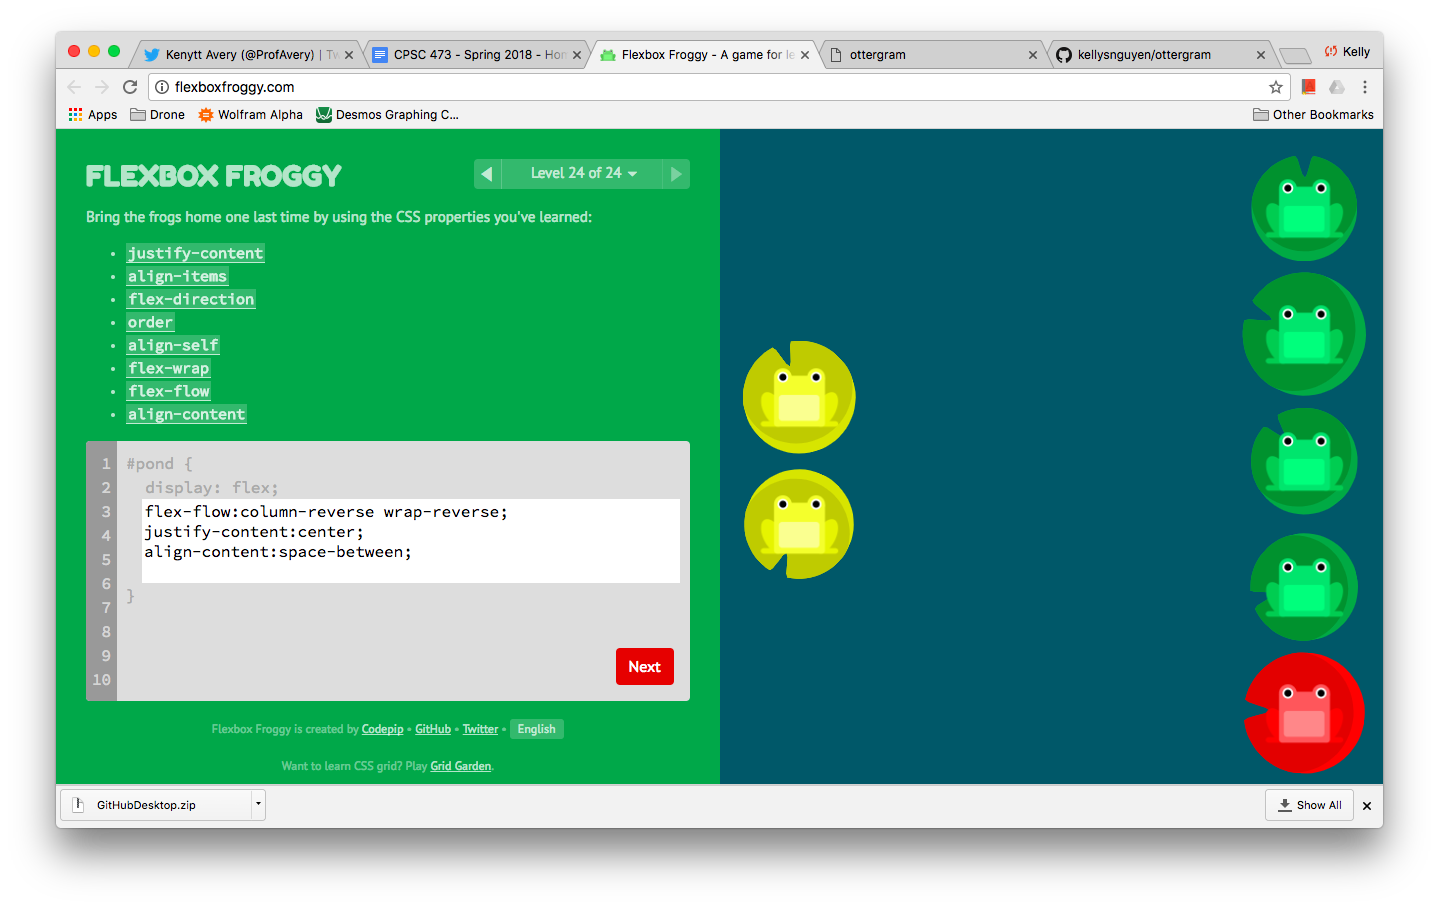 Kenytt Avery (@ProfAvery) | Tw
CPSC 473 - Spring 2018 - Hon
Flexbox Froggy - A game for le
ottergram
kellysnguyen/ottergram
Kelly
flexboxfroggy.com
Apps
Drone
Wolfram Alpha
Desmos Graphing C...
Other Bookmarks
FLEXBOX FROGGY
Level 24 of 24
Bring the frogs home one last time by using the CSS properties you've learned:
• justify-content
• align-items
• flex-direction
• order
• align-self
• flex-wrap
• flex-flow
• align-content
1 #pond {
2 display: flex;
3 flex-flow:column-reverse wrap-reverse;
4 justify-content:center;
5 align-content:space-between;
6
7 }
8
9
10
Next
Flexbox Froggy is created by Codepip • GitHub • Twitter • English
Want to learn CSS grid? Play Grid Garden.
GitHubDesktop.zip
Show All